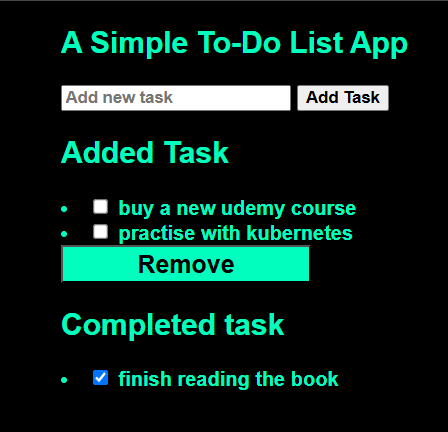 A Simple To-Do List App
Add new task Add Task
Added Task
buy a new udemy course
practise with kubernetes
Remove
Completed task
finish reading the book